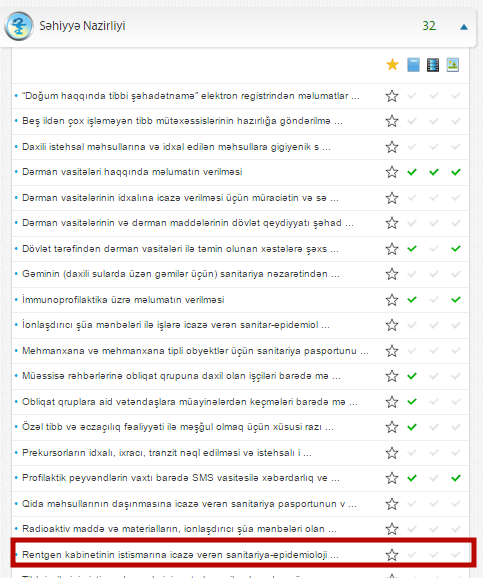 Səhiyyə Nazirliyi 32
“Doğum haqqında tibbi şəhadətnamə” elektron registrindən məlumatlar ...
Beş ildən çox işləməyən tibb mütəxəssislərinin hazırlığa göndərilmə ...
Daxili istehsal məhsullarına və idxal edilən məhsullara gigiyenik s ...
Dərman vasitələri haqqında məlumatın verilməsi
Dərman vasitələrinin idxalına icazə verilməsi üçün müraciətin və sə ...
Dərman vasitələrinin və dərman maddələrinin dövlət qeydiyyatı şəhad ...
Dövlət tərəfindən dərman vasitələri ilə təmin olunan xəstələrə şəxs ...
Gəminin (daxili sularda üzən gəmilər üçün) sanitariya nəzarətindən ...
İmmunoprofilaktika üzrə məlumatın verilməsi
İonlaşdırıcı şüa mənbələri ilə işlərə icazə verən sanitar-epidemiol ...
Mehmanxana və mehmanxana tipli obyektlər üçün sanitariya pasportunu ...
Müəssisə rəhbərlərinə obliqat qrupuna daxil olan işçiləri barədə mə ...
Obliqat qruplara aid vətəndaşlara müayinələrdən keçmələri barədə mə ...
Özəl tibb və əczaçılıq fəaliyyəti ilə məşğul olmaq üçün xüsusi razı ...
Prekursorların idxalı, ixracı, tranzit nəql edilməsi və istehsalı i ...
Profilaktik peyvəndlərin vaxtı barədə SMS vasitəsilə xəbərdarlıq ve ...
Qida məhsullarının daşınmasına icazə verən sanitariya pasportunun v ...
Radioaktiv maddə və materialların, ionlaşdırıcı şüa mənbələri olan ...
Rentgen kabinetinin istismarına icazə verən sanitariya-epidemioloji ...